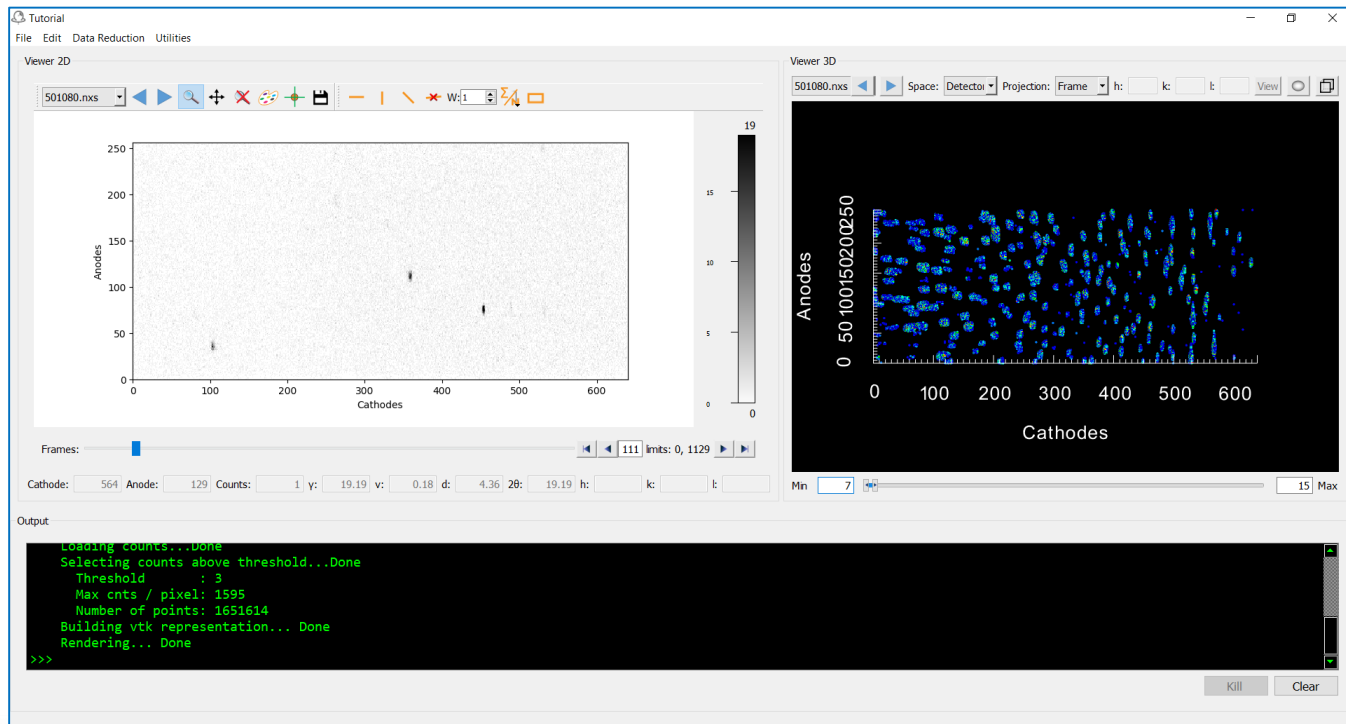 Tutorial
File Edit Data Reduction Utilities
Viewer 2D
501080.nxs W: 1
19
15
10
5
0
0
250
200
150
100
50
0
Anodes
0 100 200 300 400 500 600
Cathodes
Frames: 111 limits: 0, 1129
Cathode: 564 Anode: 129 Counts: 1 γ: 19.19 ν: 0.18 d: 4.36 2θ: 19.19 h: k: l:
Viewer 3D
501080.nxs Space: Detector Projection: Frame h: k: l: View
250
200
150
100
50
0
Anodes
0 100 200 300 400 500 600
Cathodes
Min 7 15 Max
Output
Loading counts...Done
Selecting counts above threshold...Done
Threshold : 3
Max cnts / pixel: 1595
Number of points: 1651614
Building vtk representation... Done
Rendering... Done
>>>
Kill Clear